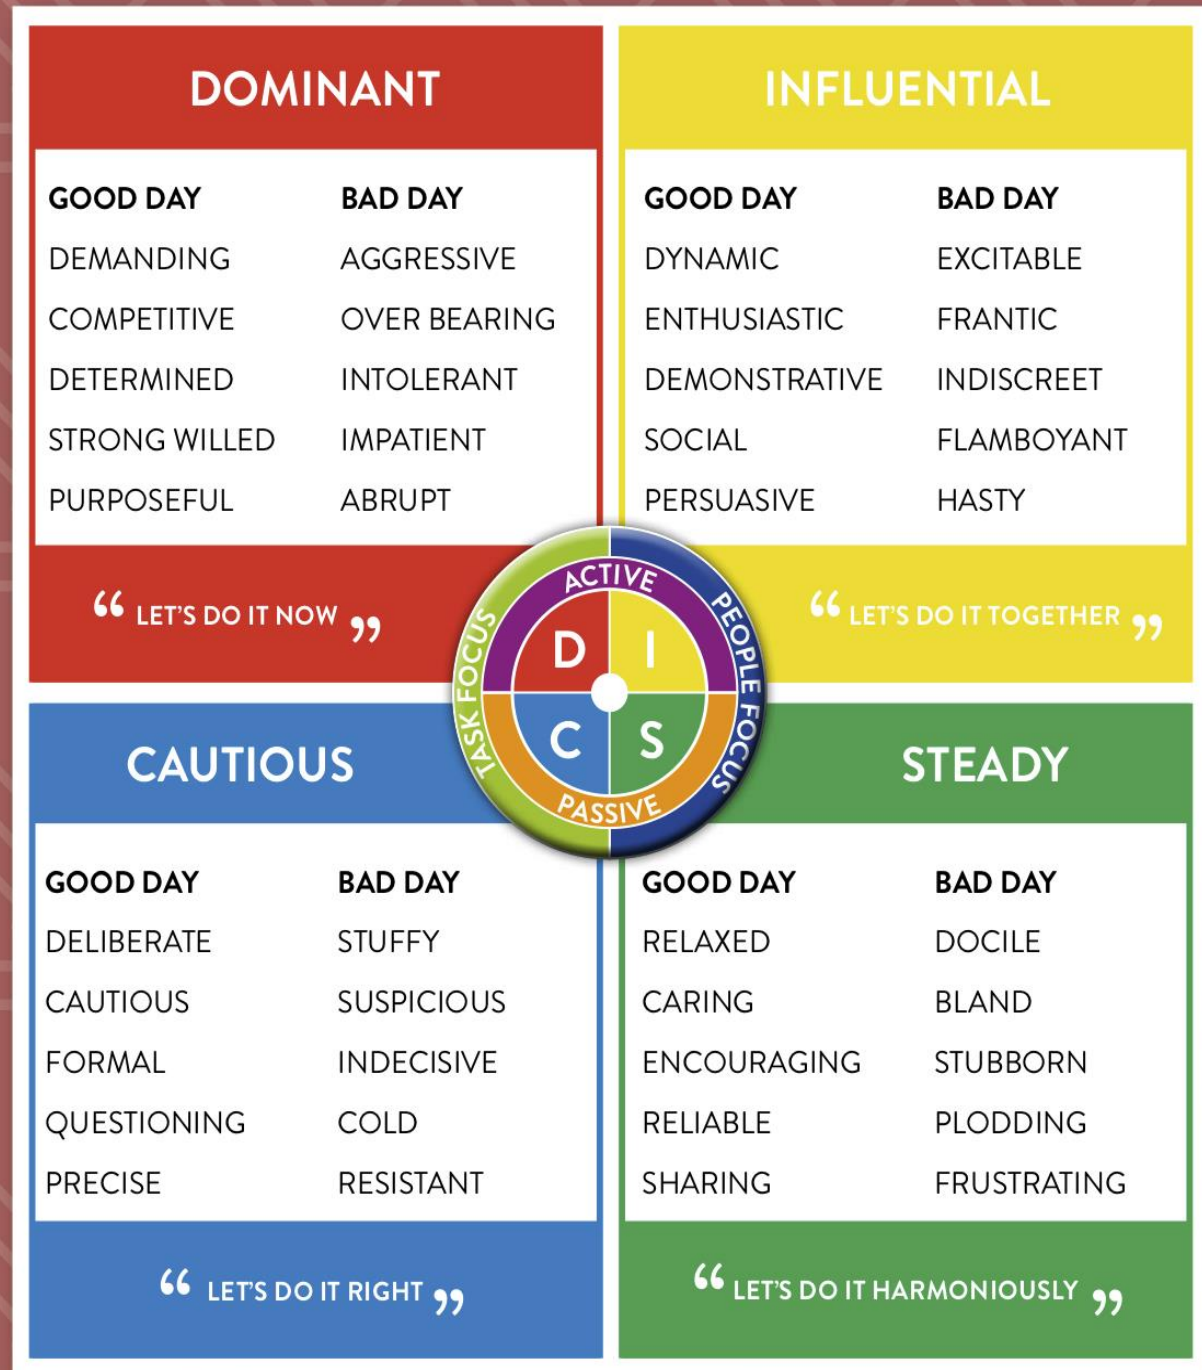 DOMINANT
GOOD DAY BAD DAY
DEMANDING AGGRESSIVE
COMPETITIVE OVER BEARING
DETERMINED INTOLERANT
STRONG WILLED IMPATIENT
PURPOSEFUL ABRUPT
“ LET'S DO IT NOW ”
INFLUENTIAL
GOOD DAY BAD DAY
DYNAMIC EXCITABLE
ENTHUSIASTIC FRANTIC
DEMONSTRATIVE INDISCREET
SOCIAL FLAMBOYANT
PERSUASIVE HASTY
“ LET'S DO IT TOGETHER ”
TASK FOCUS
ACTIVE
PEOPLE FOCUS
D I
C S
PASSIVE
CAUTIOUS
GOOD DAY BAD DAY
DELIBERATE STUFFY
CAUTIOUS SUSPICIOUS
FORMAL INDECISIVE
QUESTIONING COLD
PRECISE RESISTANT
“ LET'S DO IT RIGHT ”
STEADY
GOOD DAY BAD DAY
RELAXED DOCILE
CARING BLAND
ENCOURAGING STUBBORN
RELIABLE PLODDING
SHARING FRUSTRATING
“ LET'S DO IT HARMONIOUSLY ”